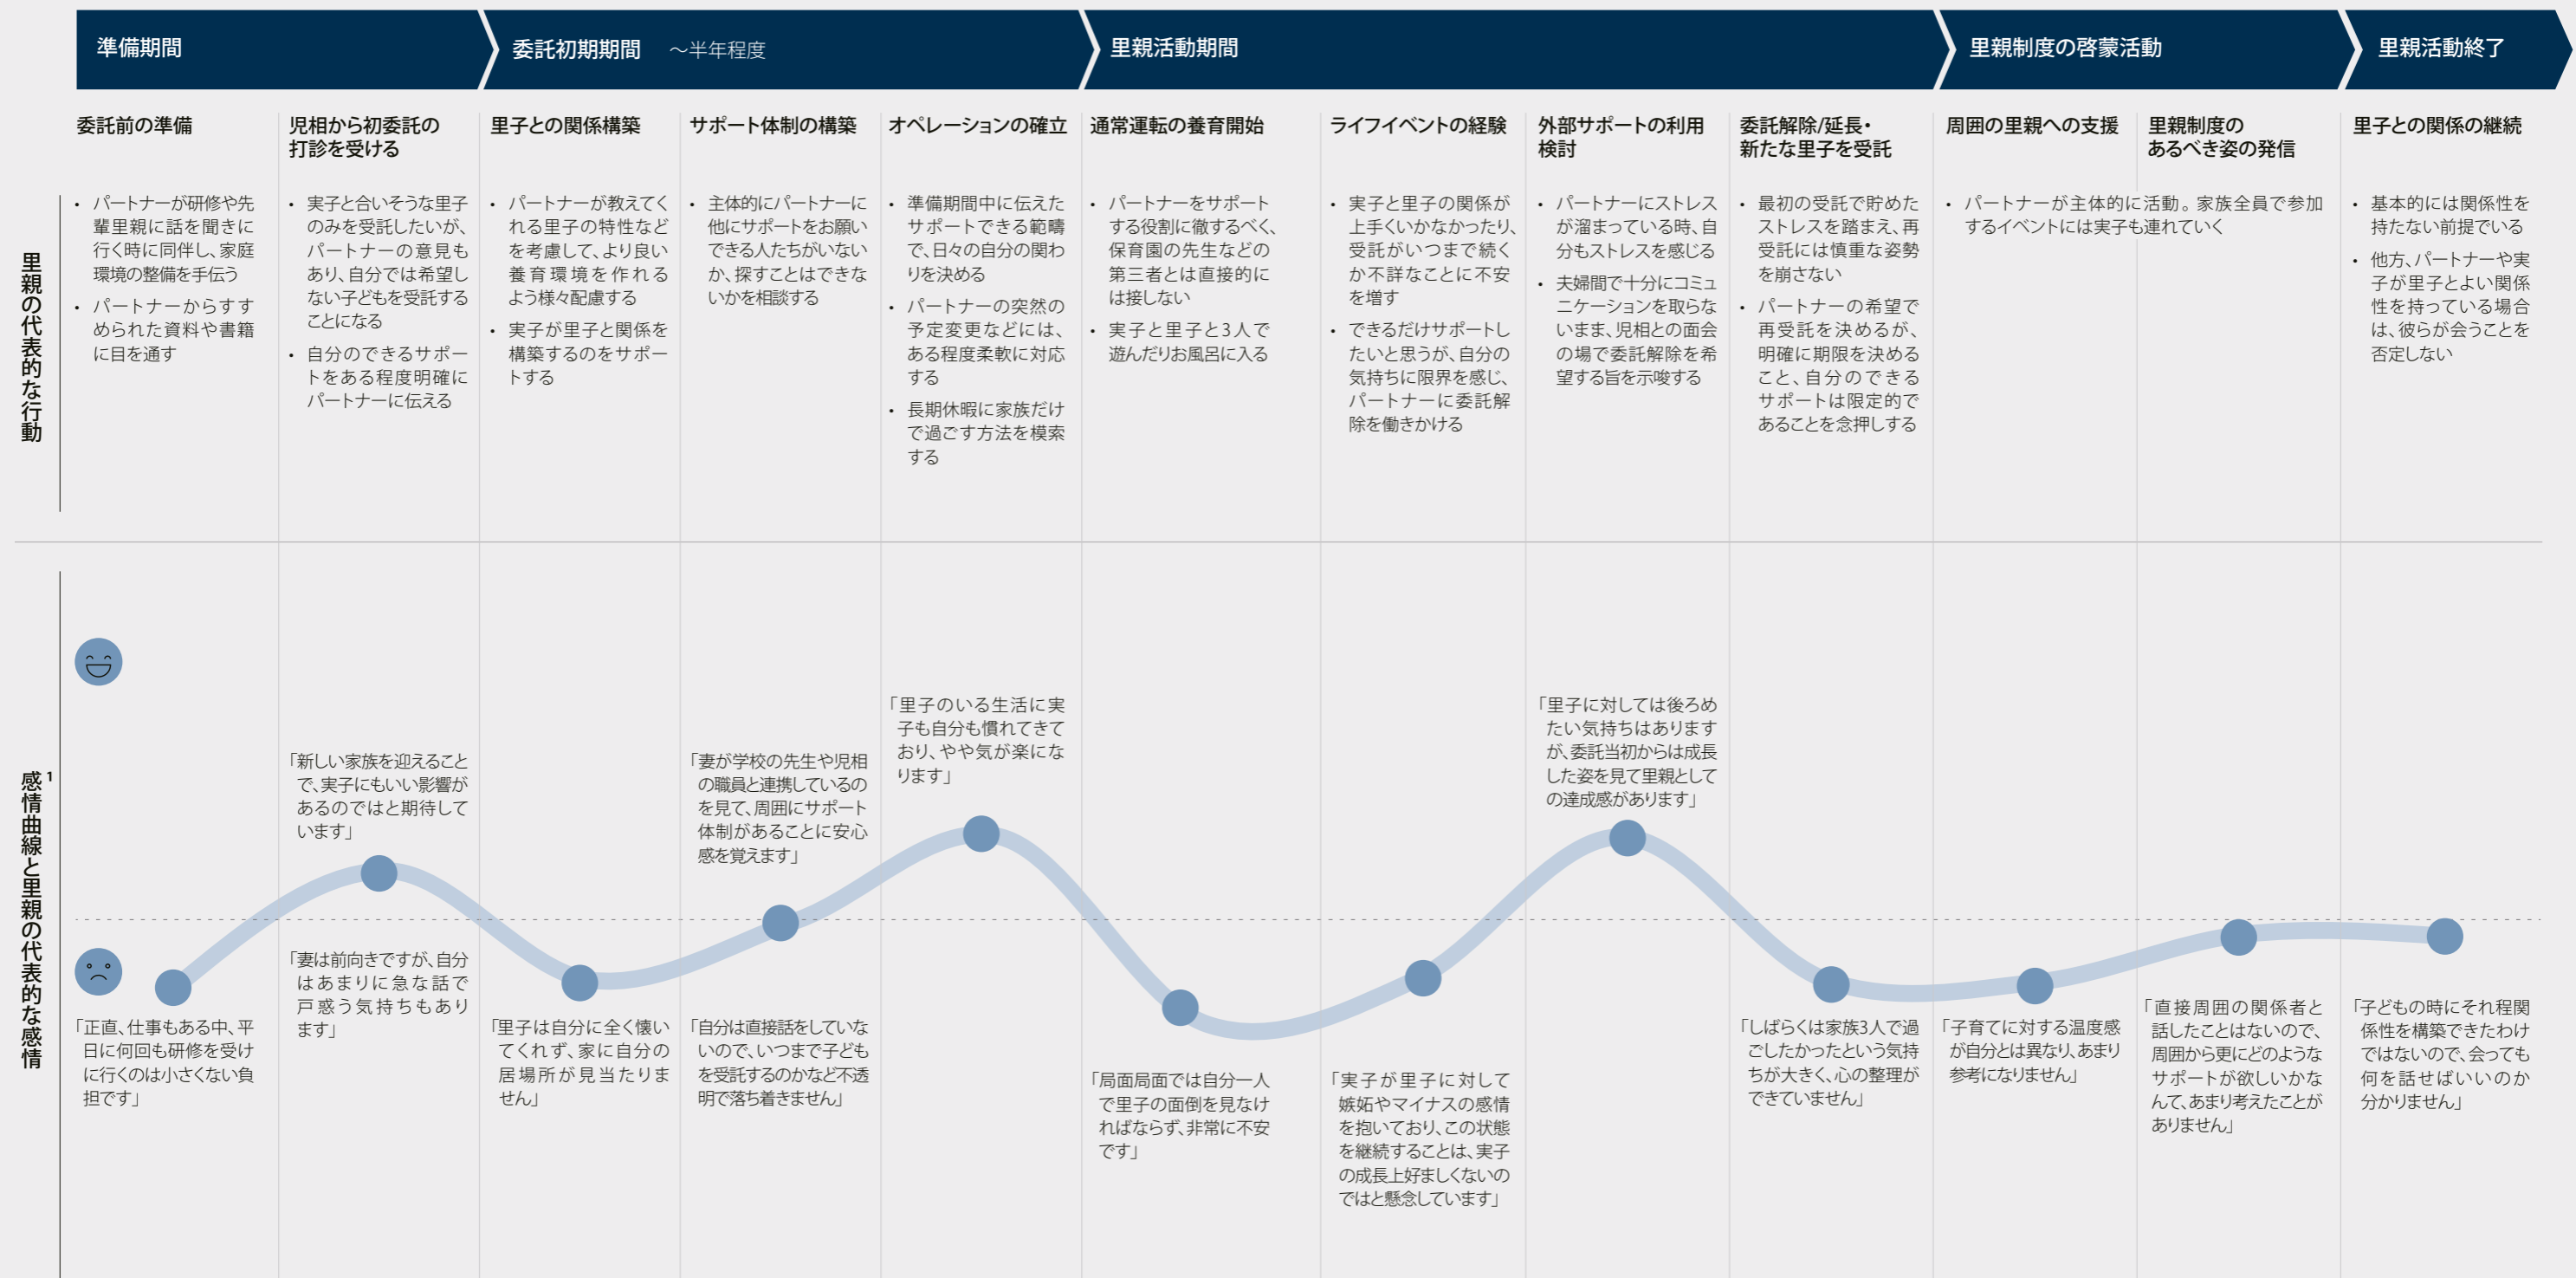 準備期間
委託初期期間 ～半年程度
里親活動期間
里親制度の啓蒙活動
里親活動終了
委託前の準備
児相から初委託の
打診を受ける
里子との関係構築
サポート体制の構築
オペレーションの確立
通常運転の養育開始
ライフイベントの経験
外部サポートの利用
検討
委託解除/延長・
新たな里子を受託
周囲の里親への支援
里親制度の
あるべき姿の発信
里子との関係の継続
里親の代表的な行動
• パートナーが研修や先
輩里親に話を聞きに
行く時に同伴し、家庭
環境の整備を手伝う
• パートナーからすす
められた資料や書籍
に目を通す
• 実子と合いそうな里子
のみを受託したいが、
パートナーの意見も
あり、自分では希望し
ない子どもを受託する
ことになる
• 自分のできるサポー
トをある程度明確に
パートナーに伝える
• パートナーが教えてく
れる里子の特性など
を考慮して、より良い
養育環境を作れる
よう様々配慮する
• 実子が里子と関係を
構築するのをサポー
トする
• 主体的にパートナーに
他にサポートをお願い
できる人たちがいない
か、探すことはできな
いかを相談する
• 準備期間中に伝えた
サポートできる範疇
で、日々の自分の関わ
りを決める
• パートナーの突然の
予定変更などには、
ある程度柔軟に対応
する
• 長期休暇に家族だけ
で過ごす方法を模索
する
• パートナーをサポート
する役割に徹するべく、
保育園の先生などの
第三者とは直接的に
は接しない
• 実子と里子と3人で
遊んだりお風呂に入る
• 実子と里子の関係が
上手くいかなかったり、
受託がいつまで続く
か不詳なことに不安
を増す
• できるだけサポートし
たいと思うが、自分の
気持ちに限界を感じ、
パートナーに委託解
除を働きかける
• パートナーにストレス
が溜まっている時、自
分もストレスを感じる
• 夫婦間で十分にコミュ
ニケーションを取らな
いまま、児相との面会
の場で委託解除を希
望する旨を示唆する
• 最初の受託で貯めた
ストレスを踏まえ、再
受託には慎重な姿勢
を崩さない
• パートナーの希望で
再受託を決めるが、
明確に期限を決める
こと、自分のできる
サポートは限定的で
あることを念押しする
• パートナーが主体的に活動。家族全員で参加
するイベントには実子も連れていく
• 基本的には関係性を
持たない前提でいる
• 他方、パートナーや実
子が里子とよい関係
性を持っている場合
は、彼らが会うことを
否定しない
感情曲線と里親の代表的な感情1
「正直、仕事もある中、平
日に何回も研修を受け
に行くのは小さくない負
担です」
「新しい家族を迎えること
で、実子にもいい影響が
あるのではと期待して
います」
「妻は前向きですが、自分
はあまりに急な話で
戸惑う気持ちもあり
ます」
「里子は自分に全く懐い
てくれず、家に自分の
居場所が見当たりま
せん」
「妻が学校の先生や児相
の職員と連携しているの
を見て、周囲にサポート
体制があることに安心
感を覚えます」
「自分は直接話をしていな
いので、いつまで子ども
を受託するのかなど不透
明で落ち着きません」
「里子のいる生活に実
子も自分も慣れてきて
おり、やや気が楽にな
ります」
「局面局面では自分一人
で里子の面倒を見なけ
ればならず、非常に不安
です」
「実子が里子に対して
嫉妬やマイナスの感情
を抱いており、この状態
を継続することは、実子
の成長上好ましくないの
ではと懸念しています」
「里子に対しては後ろめ
たい気持ちはあります
が、委託当初からは成長
した姿を見て里親として
の達成感があります」
「しばらくは家族3人で過
ごしたかったという気持
ちが大きく、心の整理が
できていません」
「子育てに対する温度感
が自分とは異なり、あまり
参考になりません」
「直接周囲の関係者と
話したことはないので、
周囲から更にどのような
サポートが欲しいかな
んて、あまり考えたことが
ありません」
「子どもの時にそれ程関
係性を構築できたわけ
ではないので、会っても
何を話せばいいのか
分かりません」